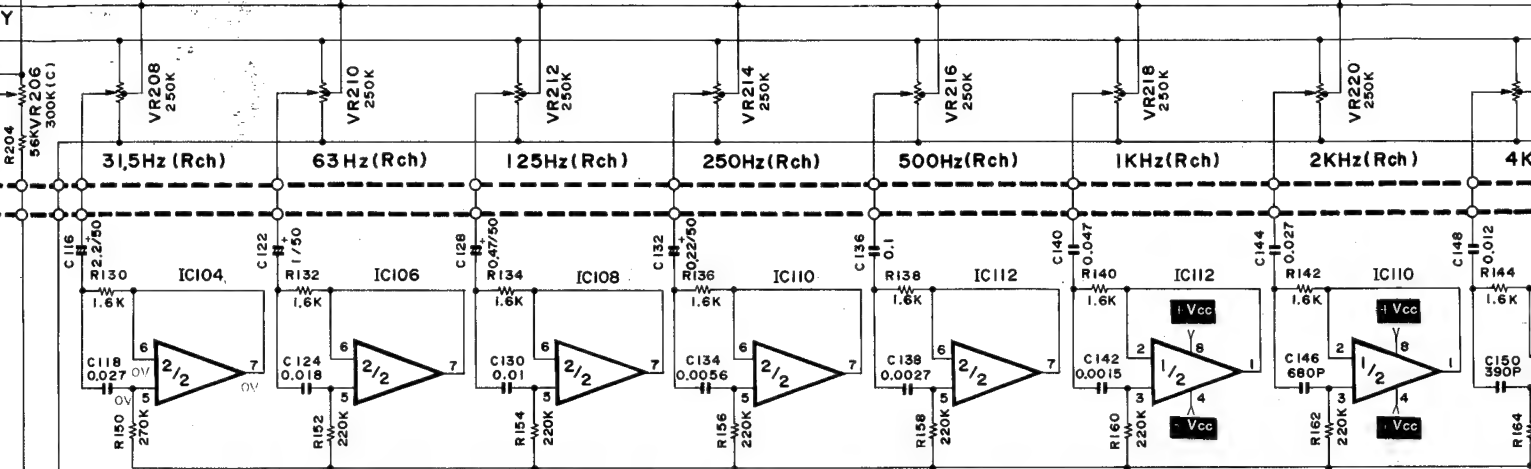 Y
VR206
300K(C)
R204
56K
VR208
250K
VR210
250K
VR212
250K
VR214
250K
VR216
250K
VR218
250K
VR220
250K
31,5Hz(Rch)
63Hz(Rch)
125Hz(Rch)
250Hz(Rch)
500Hz(Rch)
1KHz(Rch)
2KHz(Rch)
4K
C116
+
2.2/50
C122
+
1/50
C128
+
0.47/50
C132
+
0.22/50
C136
0.1
C140
0.047
C144
0.027
C148
0.012
R130
1.6K
IC104
R132
1.6K
IC106
R134
1.6K
IC108
R136
1.6K
IC110
R138
1.6K
IC112
R140
1.6K
IC112
R142
1.6K
IC110
R144
1.6K
C118
0.027
0V
0V
6
5
2/2
7
0V
R150
270K
C124
0.018
6
5
2/2
7
R152
220K
C130
0.01
6
5
2/2
7
R154
220K
C134
0.0056
6
5
2/2
7
R156
220K
C138
0.0027
6
5
2/2
7
R158
220K
C142
0.0015
+Vcc
8
2
3
1/2
1
4
-Vcc
R160
220K
C146
680P
+Vcc
8
2
3
1/2
1
4
-Vcc
R162
220K
C150
390P
R164